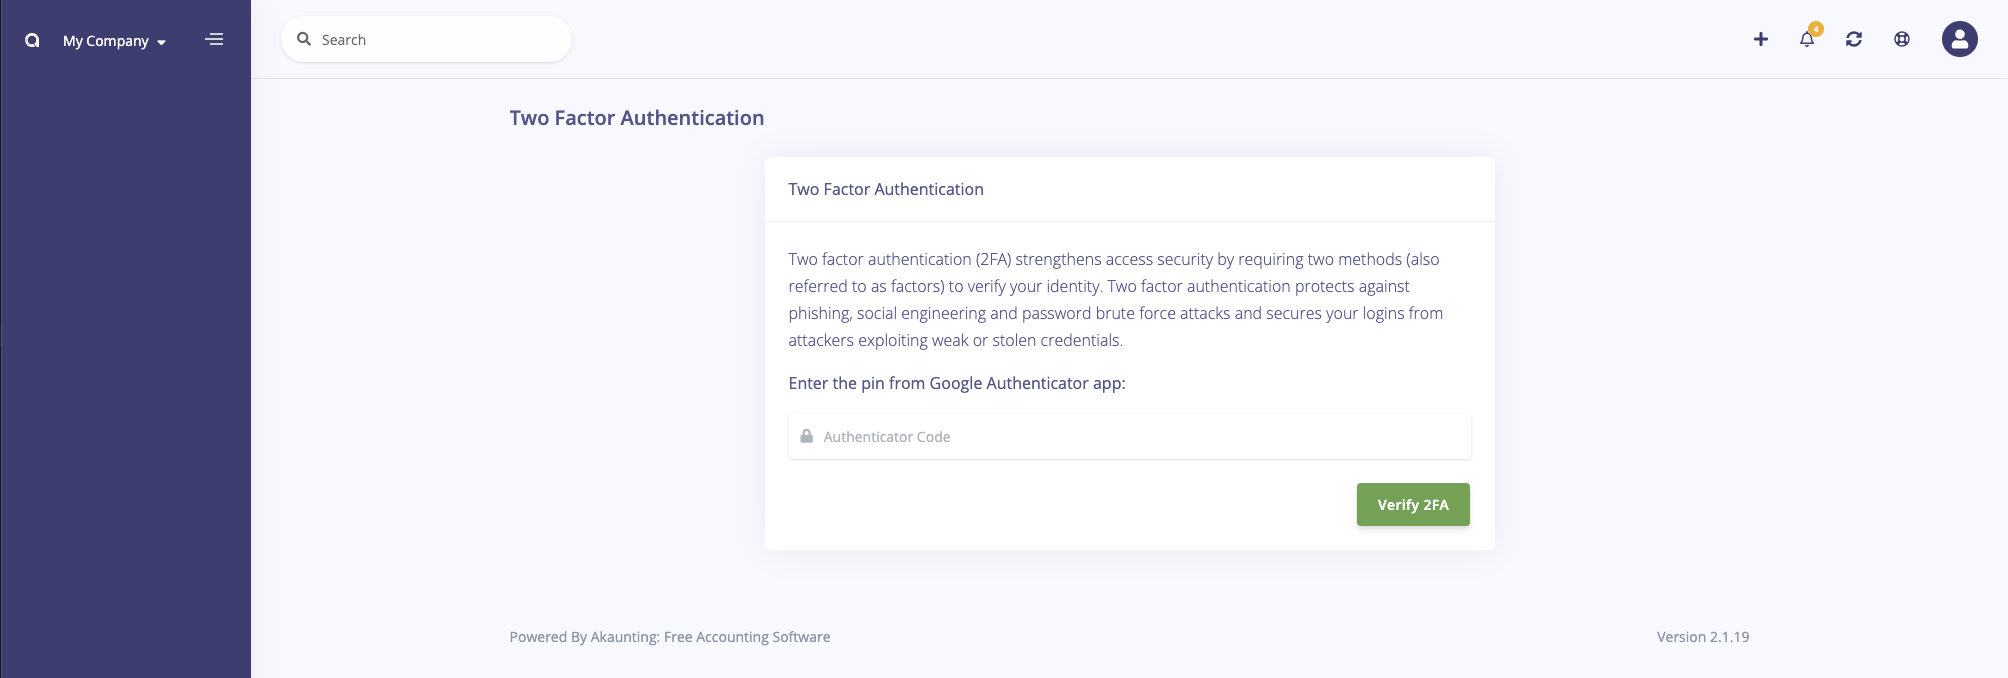 My Company
Search
4
Two Factor Authentication
Two Factor Authentication
Two factor authentication (2FA) strengthens access security by requiring two methods (also
referred to as factors) to verify your identity. Two factor authentication protects against
phishing, social engineering and password brute force attacks and secures your logins from
attackers exploiting weak or stolen credentials.
Enter the pin from Google Authenticator app:
Authenticator Code
Verify 2FA
Powered By Akaunting: Free Accounting Software
Version 2.1.19